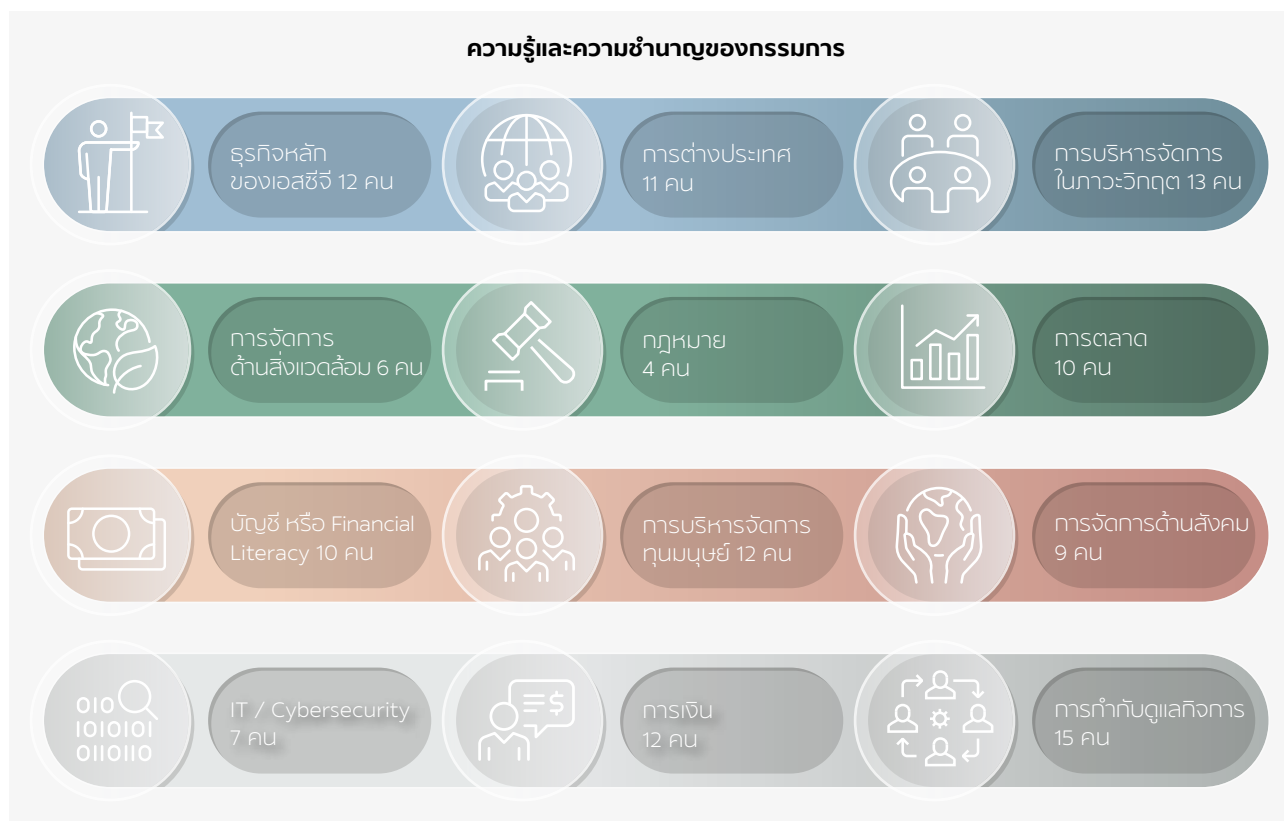 ความรู้และความชำนาญของกรรมการ
ธุรกิจหลัก
ของเอสซีจี 12 คน
การต่างประเทศ
11 คน
การบริหารจัดการ
ในภาวะวิกฤต 13 คน
การจัดการ
ด้านสิ่งแวดล้อม 6 คน
กฎหมาย
4 คน
การตลาด
10 คน
บัญชี หรือ Financial
Literacy 10 คน
การบริหารจัดการ
ทุนมนุษย์ 12 คน
การจัดการด้านสังคม
9 คน
010
1010101
0110110
IT / Cybersecurity
7 คน
$
การเงิน
12 คน
การกำกับดูแลกิจการ
15 คน